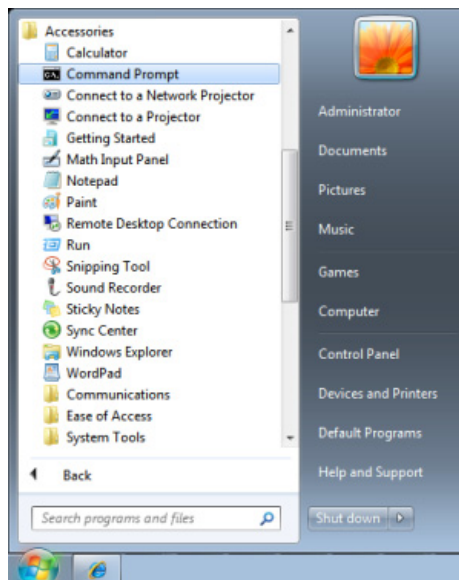 Accessories
Calculator
Command Prompt
Connect to a Network Projector
Connect to a Projector
Getting Started
Math Input Panel
Notepad
Paint
Remote Desktop Connection
Run
Snipping Tool
Sound Recorder
Sticky Notes
Sync Center
Windows Explorer
WordPad
Communications
Ease of Access
System Tools
Back
Search programs and files
Administrator
Documents
Pictures
Music
Games
Computer
Control Panel
Devices and Printers
Default Programs
Help and Support
Shut down